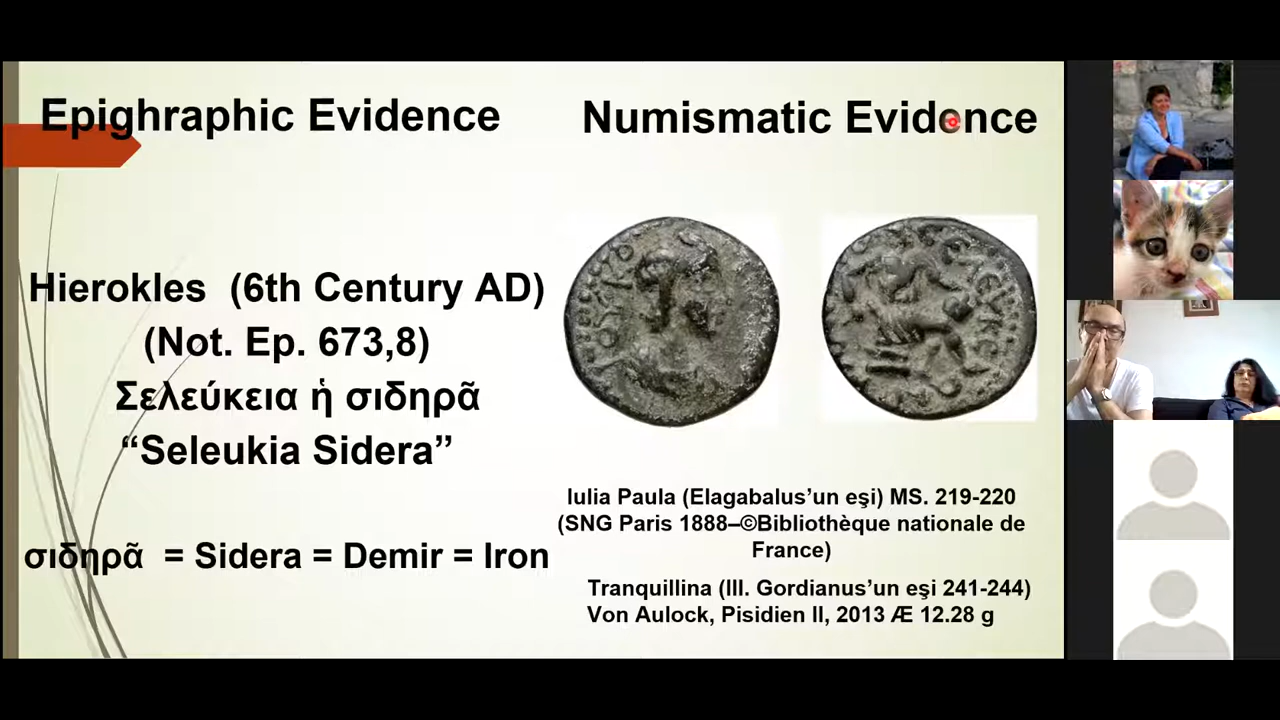 Epighraphic Evidence
Numismatic Evidence
Hierokles (6th Century AD)
(Not. Ep. 673,8)
Σελεύκεια ἡ σιδηρᾶ
“Seleukia Sidera”
σιδηρᾶ = Sidera = Demir = Iron
Iulia Paula (Elagabalus’un eşi) MS. 219-220
(SNG Paris 1888–©Bibliothèque nationale de
France)
Tranquillina (III. Gordianus’un eşi 241-244)
Von Aulock, Pisidien II, 2013 Æ 12.28 g